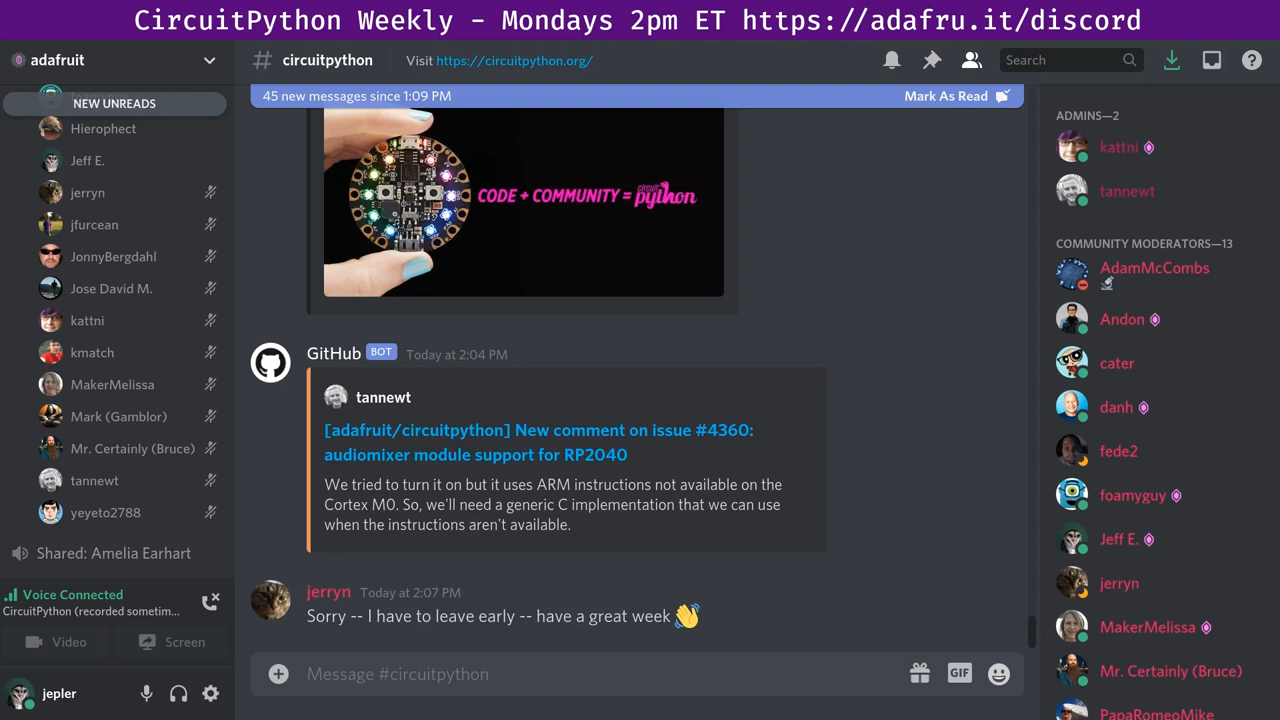 CircuitPython Weekly - Mondays 2pm ET https://adafru.it/discord
adafruit
circuitpython
Visit https://circuitpython.org/
Search
NEW UNREADS
Hierophect
Jeff E.
jerryn
jfurcean
JonnyBergdahl
Jose David M.
kattni
kmatch
MakerMelissa
Mark (Gamblor)
Mr. Certainly (Bruce)
tannewt
yeyeto2788
Shared: Amelia Earhart
Voice Connected
CircuitPython (recorded sometim...
Video
Screen
jepler
45 new messages since 1:09 PM
Mark As Read
CODE + COMMUNITY = circuit python
GitHub BOT Today at 2:04 PM
tannewt
[adafruit/circuitpython] New comment on issue #4360:
audiomixer module support for RP2040
We tried to turn it on but it uses ARM instructions not available on the
Cortex M0. So, we'll need a generic C implementation that we can use
when the instructions aren't available.
jerryn Today at 2:07 PM
Sorry -- I have to leave early -- have a great week 👋
Message #circuitpython
GIF
ADMINS—2
kattni
tannewt
COMMUNITY MODERATORS—13
AdamMcCombs
Andon
cater
danh
fede2
foamyguy
Jeff E.
jerryn
MakerMelissa
Mr. Certainly (Bruce)
PapaRomeoMike